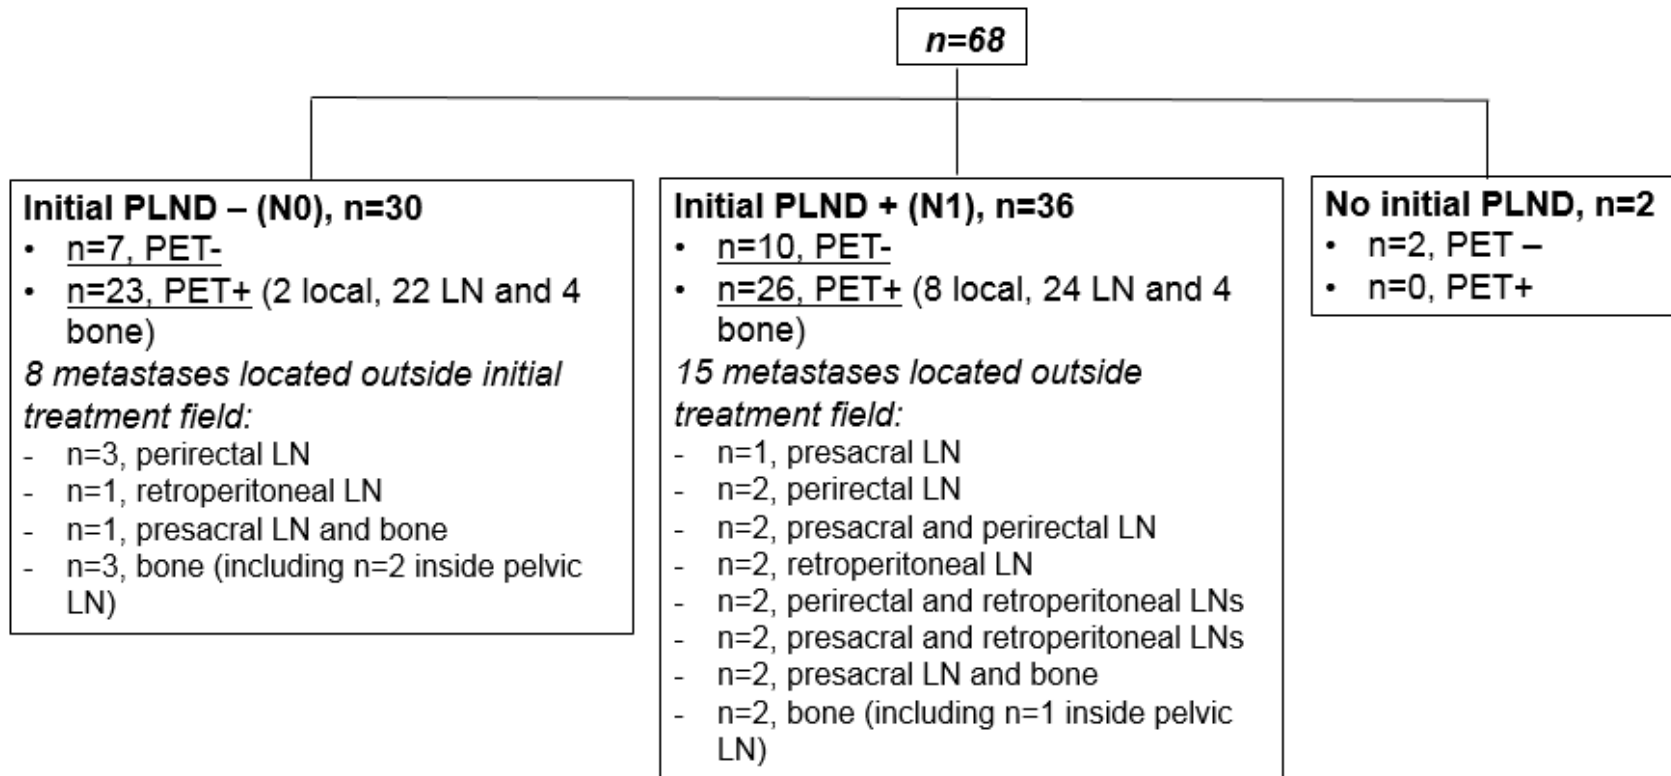 n=68
Initial PLND – (N0), n=30
• n=7, PET-
• n=23, PET+ (2 local, 22 LN and 4
bone)
8 metastases located outside initial
treatment field:
- n=3, perirectal LN
- n=1, retroperitoneal LN
- n=1, presacral LN and bone
- n=3, bone (including n=2 inside pelvic
LN)
Initial PLND + (N1), n=36
• n=10, PET-
• n=26, PET+ (8 local, 24 LN and 4
bone)
15 metastases located outside
treatment field:
- n=1, presacral LN
- n=2, perirectal LN
- n=2, presacral and perirectal LN
- n=2, retroperitoneal LN
- n=2, perirectal and retroperitoneal LNs
- n=2, presacral and retroperitoneal LNs
- n=2, presacral LN and bone
- n=2, bone (including n=1 inside pelvic
LN)
No initial PLND, n=2
• n=2, PET –
• n=0, PET+